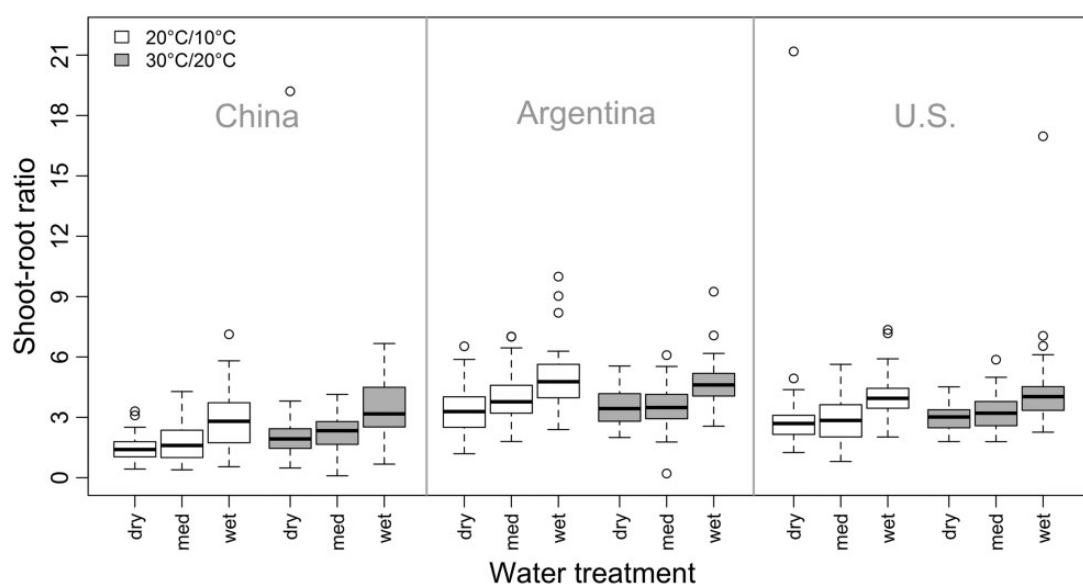 20°C/10°C
30°C/20°C
China
Argentina
U.S.
Shoot-root ratio
21
18
15
12
9
6
3
0
dry med wet dry med wet dry med wet dry med wet dry med wet dry med wet
Water treatment